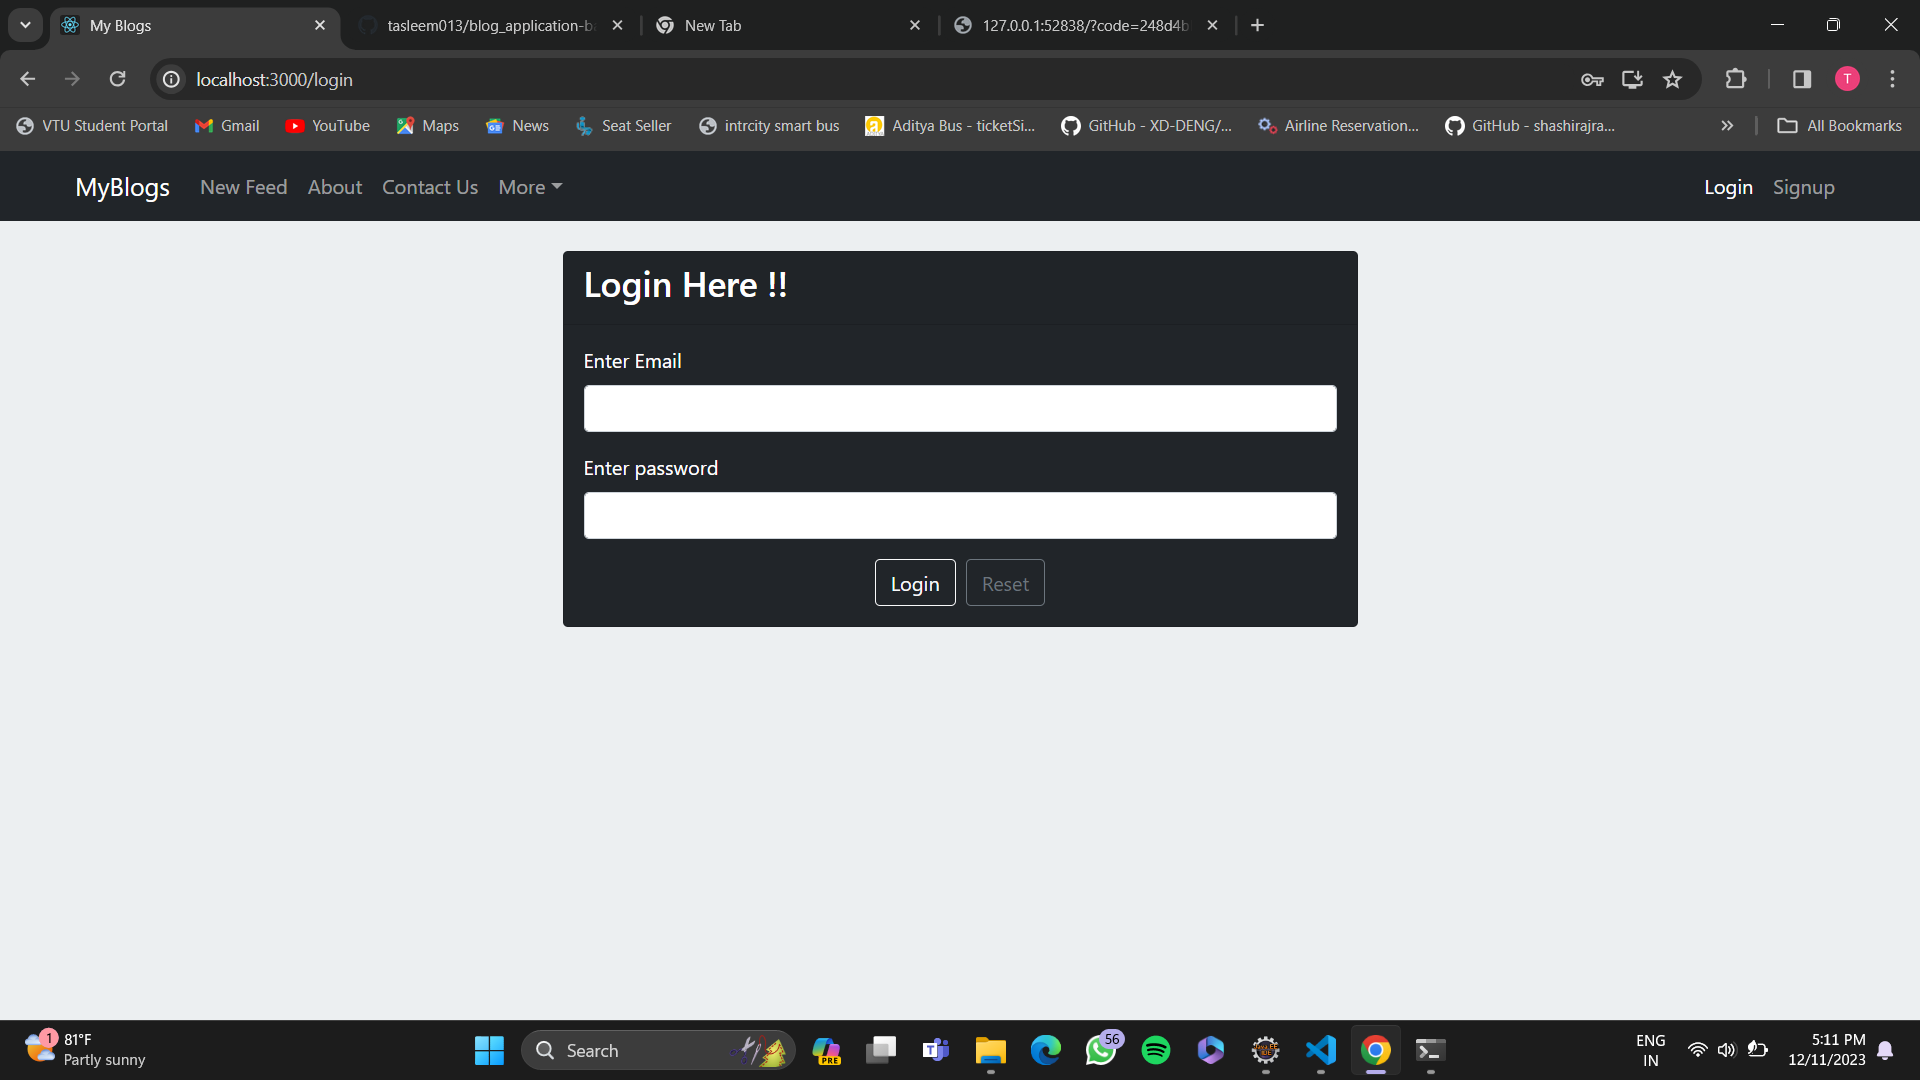 My Blogs
tasleem013/blog_application-b
New Tab
127.0.0.1:52838/?code=248d4b
localhost:3000/login
T
VTU Student Portal
Gmail
YouTube
Maps
News
Seat Seller
intrcity smart bus
Aditya Bus - ticketSi...
GitHub - XD-DENG/...
Airline Reservation...
GitHub - shashirajra...
All Bookmarks
MyBlogs
New Feed
About
Contact Us
More
Login
Signup
Login Here !!
Enter Email
Enter password
Login
Reset
1
81°F
Partly sunny
Search
PRE
56
ENG
IN
5:11 PM
12/11/2023